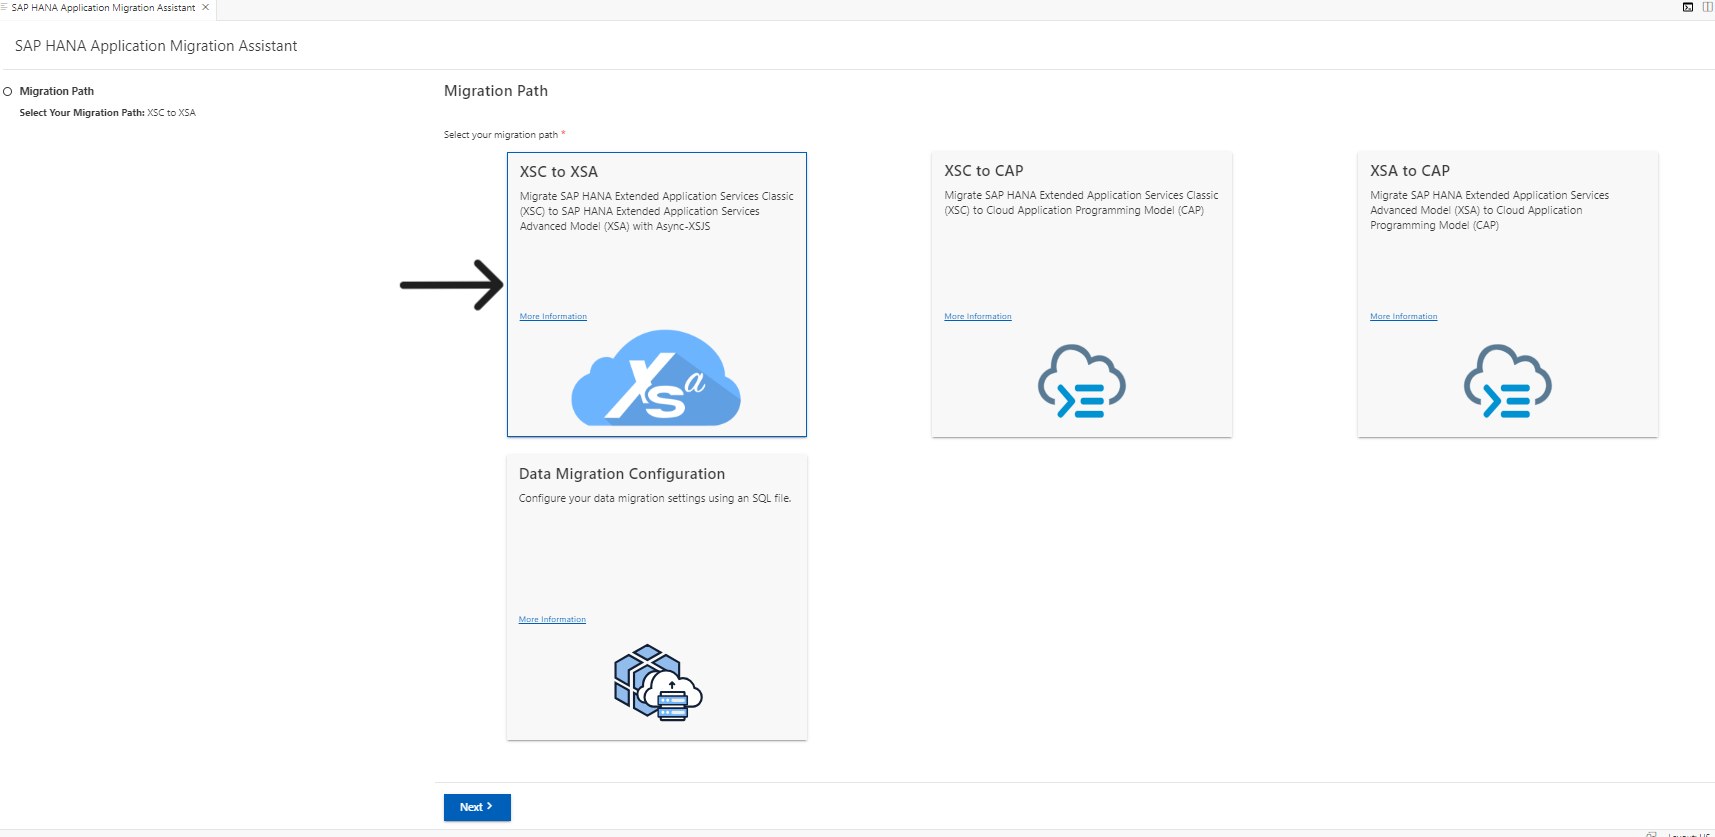 SAP HANA Application Migration Assistant
SAP HANA Application Migration Assistant
Migration Path
Select Your Migration Path: XSC to XSA
Migration Path
Select your migration path *
XSC to XSA
Migrate SAP HANA Extended Application Services Classic
(XSC) to SAP HANA Extended Application Services
Advanced Model (XSA) with Async-XSJS
More Information
Xsa
XSC to CAP
Migrate SAP HANA Extended Application Services Classic
(XSC) to Cloud Application Programming Model (CAP)
More Information
XSA to CAP
Migrate SAP HANA Extended Application Services
Advanced Model (XSA) to Cloud Application
Programming Model (CAP)
More Information
Data Migration Configuration
Configure your data migration settings using an SQL file.
More Information
Next